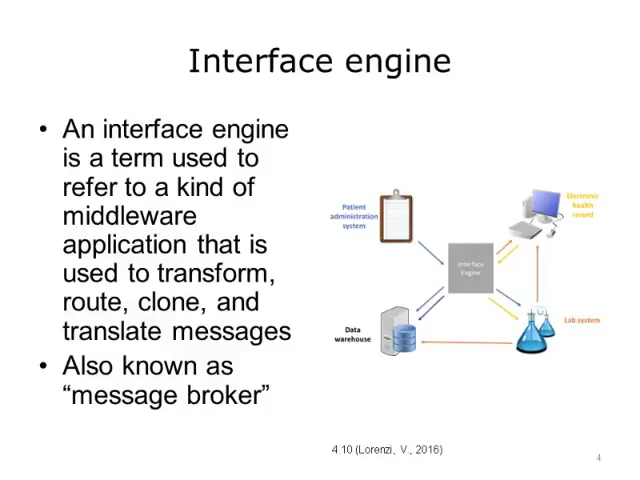 Interface engine
• An interface engine
is a term used to
refer to a kind of
middleware
application that is
used to transform,
route, clone, and
translate messages
• Also known as
“message broker”
Patient
administration
system
Electronic
health
record
Interface
Engine
Data
warehouse
Lab system
4.10 (Lorenzi, V., 2016)
4